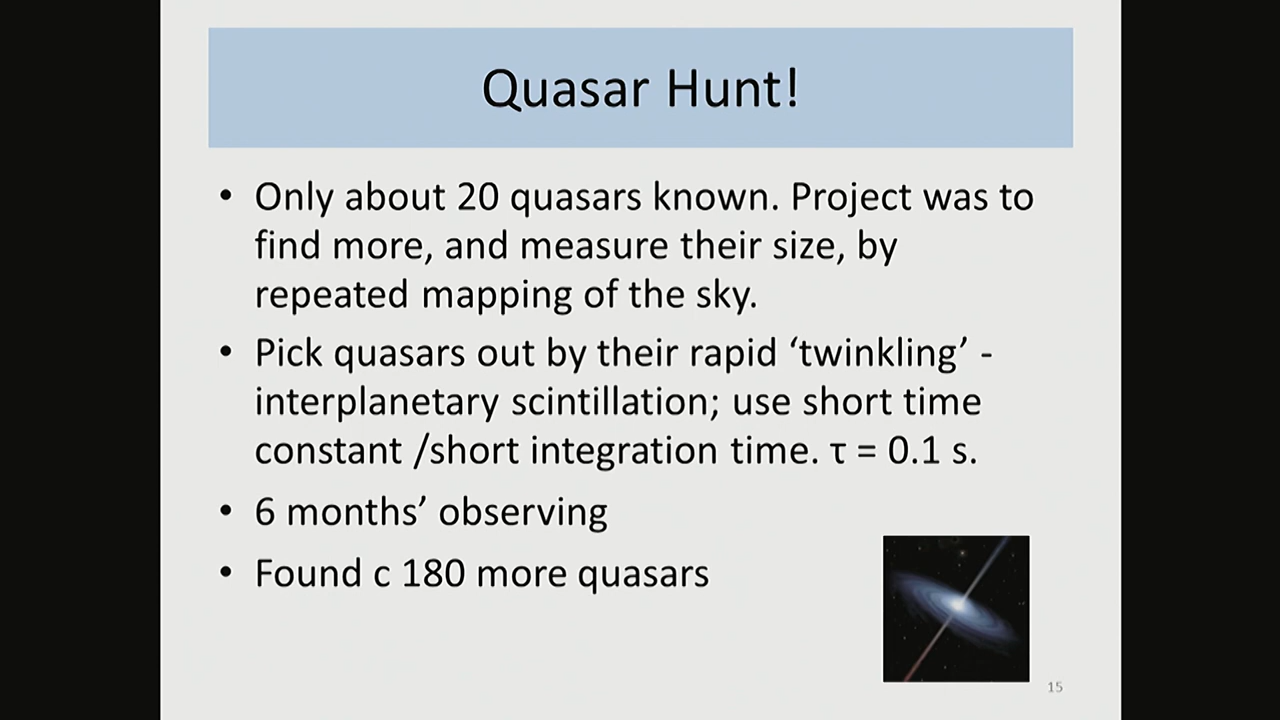 Quasar Hunt!
• Only about 20 quasars known. Project was to
find more, and measure their size, by
repeated mapping of the sky.
• Pick quasars out by their rapid ‘twinkling’ -
interplanetary scintillation; use short time
constant /short integration time. τ = 0.1 s.
• 6 months’ observing
• Found c 180 more quasars
15